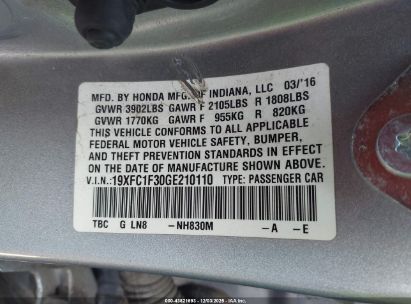 MFD. BY HONDA MFG. OF INDIANA, LLC 03/'16
GVWR 3902LBS GAWR F 2105LBS R 1808LBS
GVWR 1770KG GAWR F 955KG R 820KG
THIS VEHICLE CONFORMS TO ALL APPLICABLE
FEDERAL MOTOR VEHICLE SAFETY, BUMPER,
AND THEFT PREVENTION STANDARDS IN EFFECT
ON THE DATE OF MANUFACTURE SHOWN ABOVE.
V.I.N: 19XFC1F30GE210110 TYPE: PASSENGER CAR
TBC G LN8 -NH830M -A -E